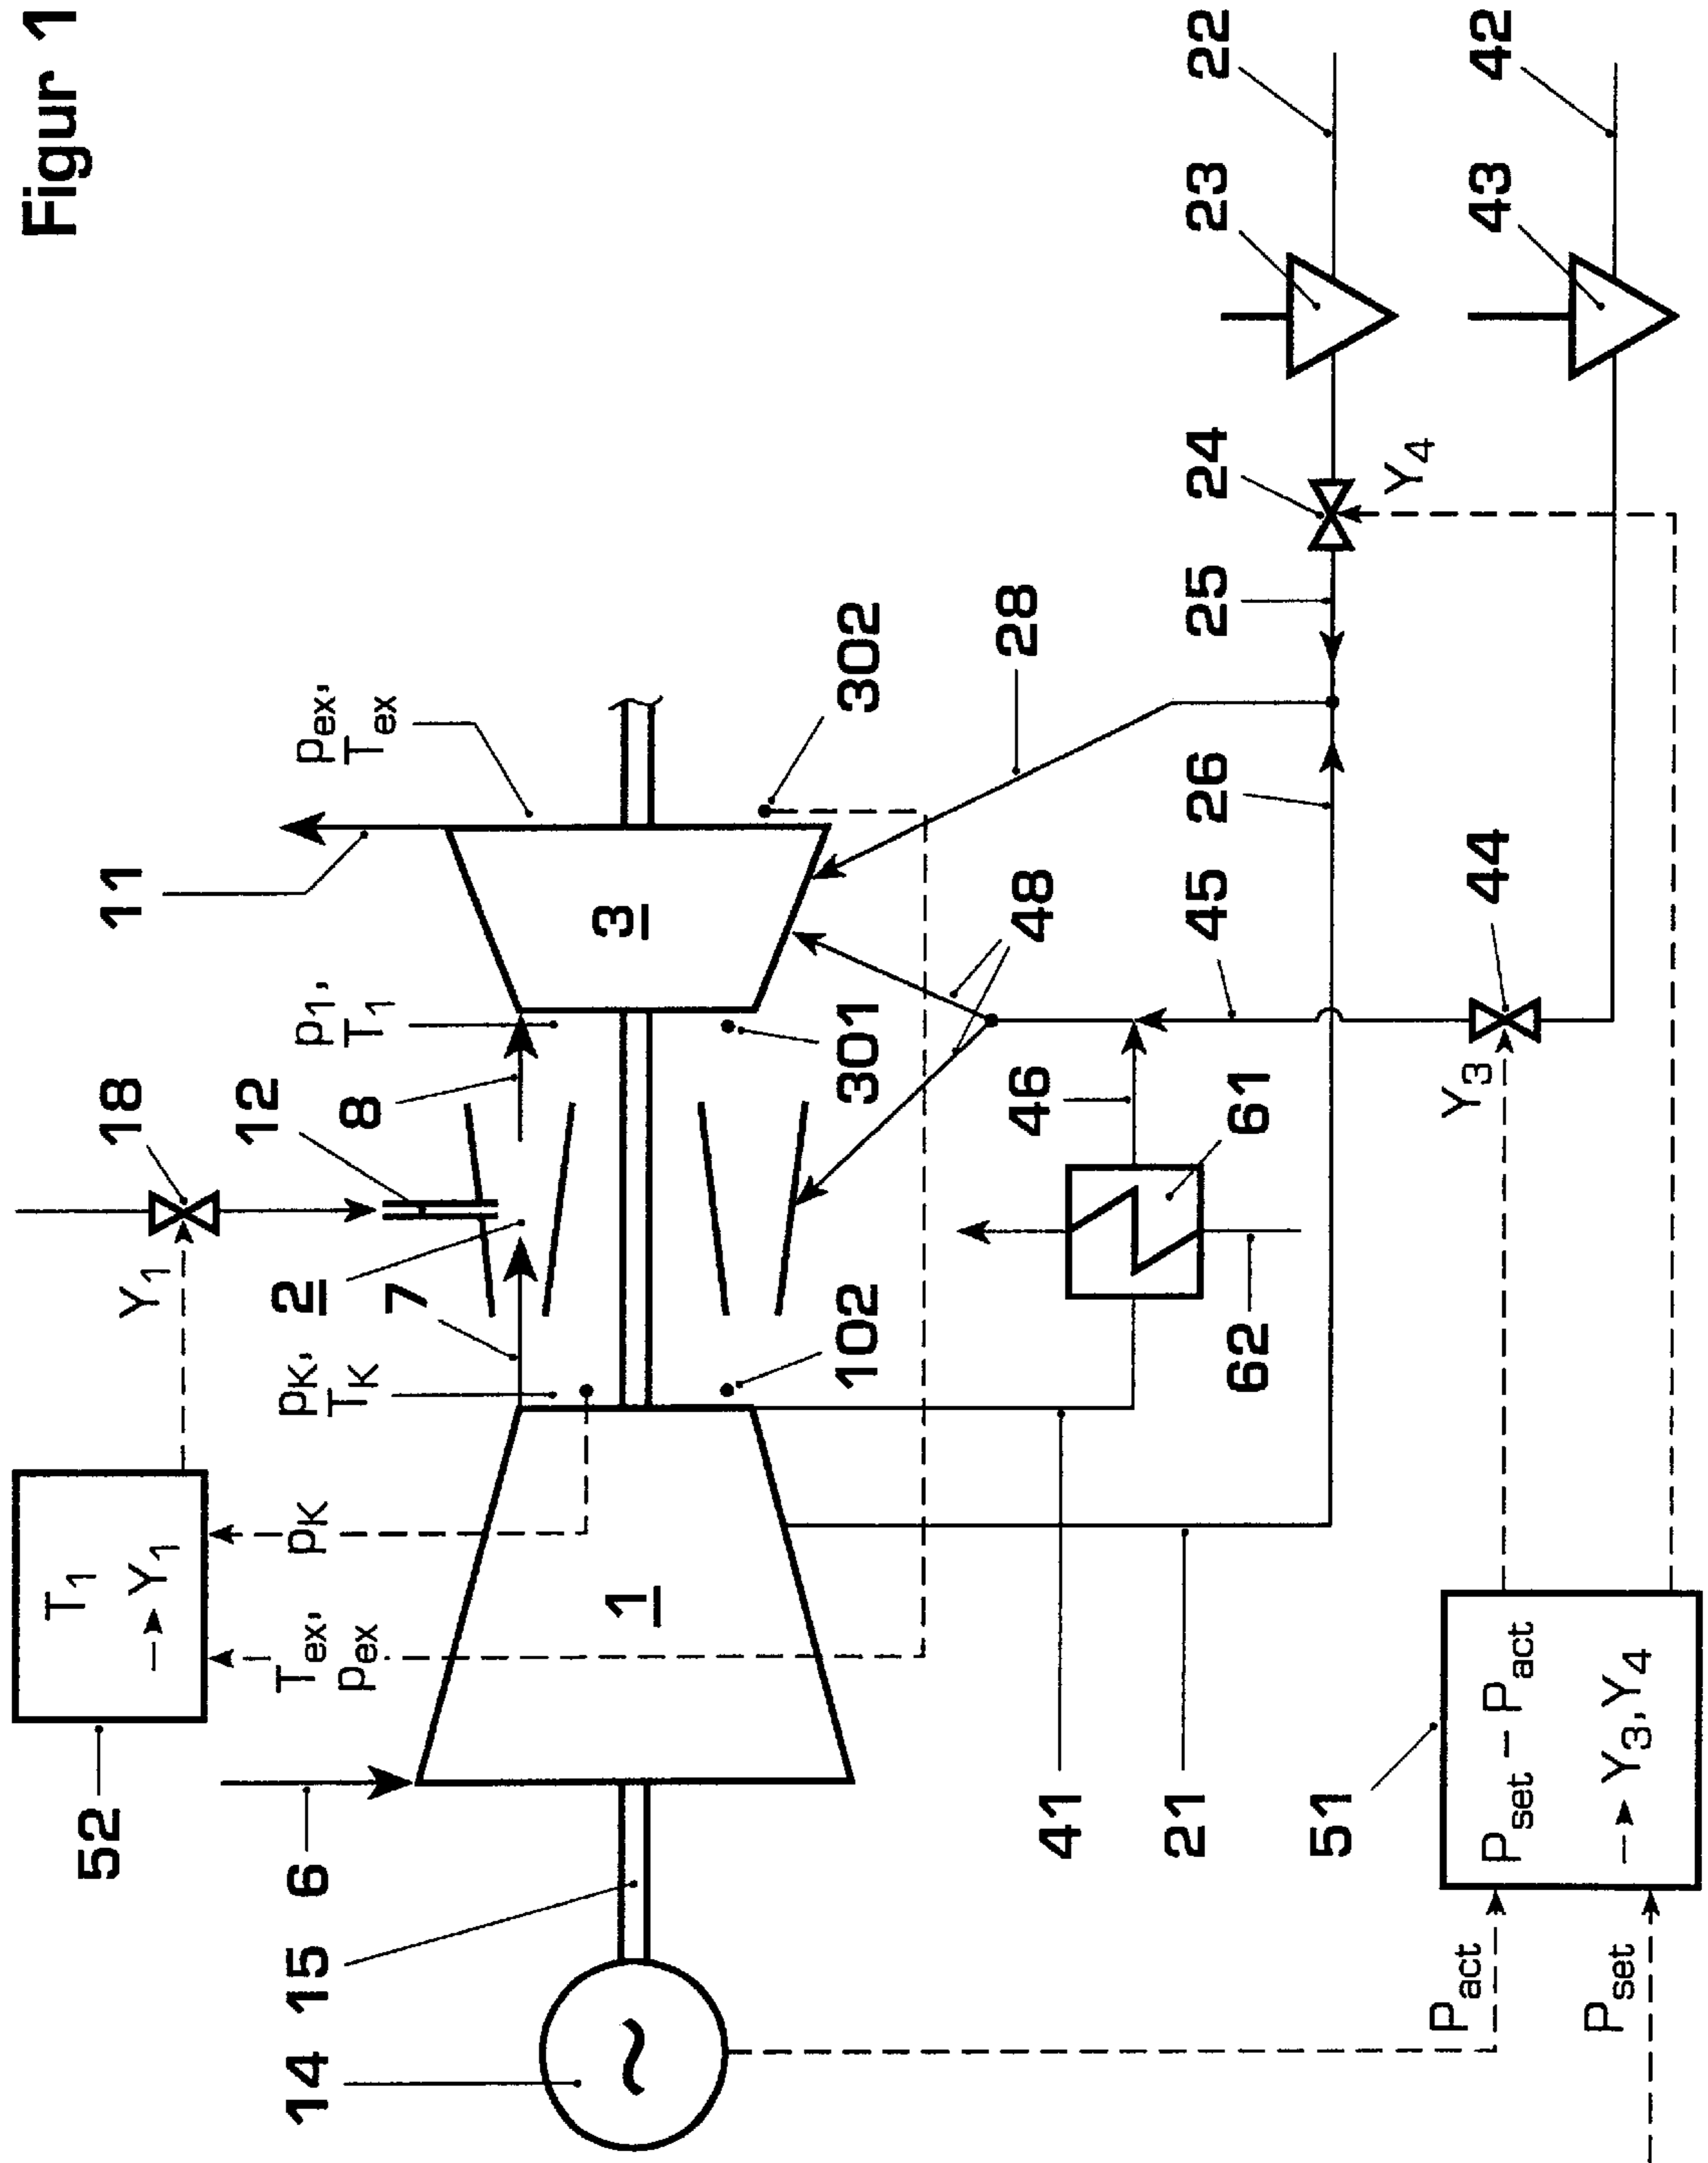 Figur 1
22
42
23
43
24
Y4
25
28
302
pex,
Tex
11
3
26
48
45
44
p1,
T1
301
18
12
8
46
61
Y3
Y1
2
7
102
62
pK,
TK
T1
Y1
pK
Tex,
pex
1
52
6
15
14
41
21
51
Pset – Pact
Y3, Y4
Pact
Pset
~